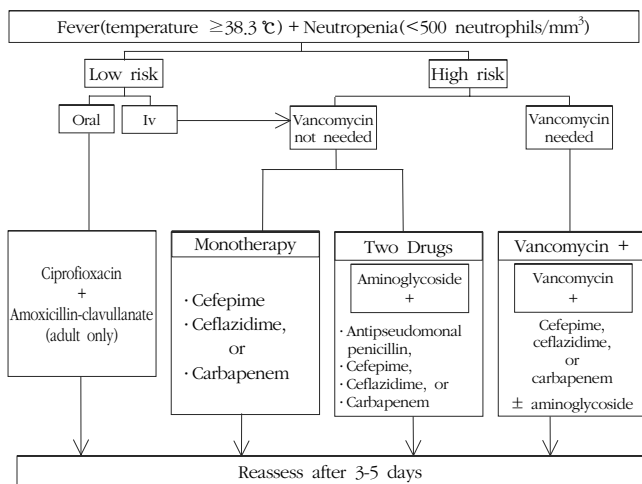 Fever(temperature ≥38.3 ℃) + Neutropenia(<500 neutrophils/mm³)
Low risk
High risk
Oral
Iv
Vancomycin
not needed
Vancomycin
needed
Ciprofioxacin
+
Amoxicillin-clavullanate
(adult only)
Monotherapy
· Cefepime
· Ceflazidime,
or
· Carbapenem
Two Drugs
Aminoglycoside
+
· Antipseudomonal
penicillin,
· Cefepime,
· Ceflazidime, or
· Carbapenem
Vancomycin +
Vancomycin
+
Cefepime,
ceflazidime,
or
carbapenem
± aminoglycoside
Reassess after 3-5 days